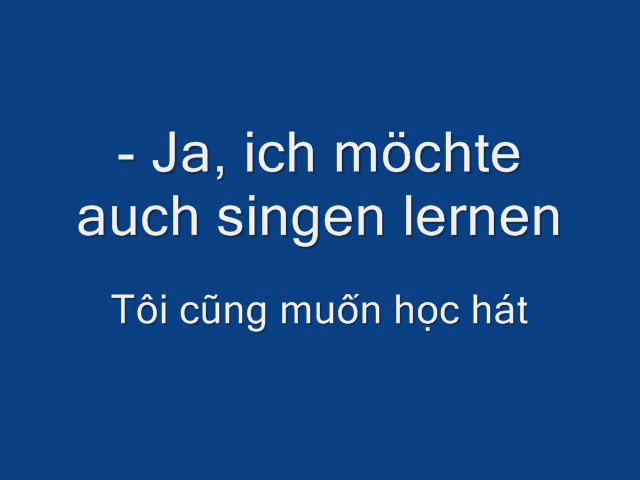 - Ja, ich möchte
auch singen lernen
Tôi cũng muốn học hát